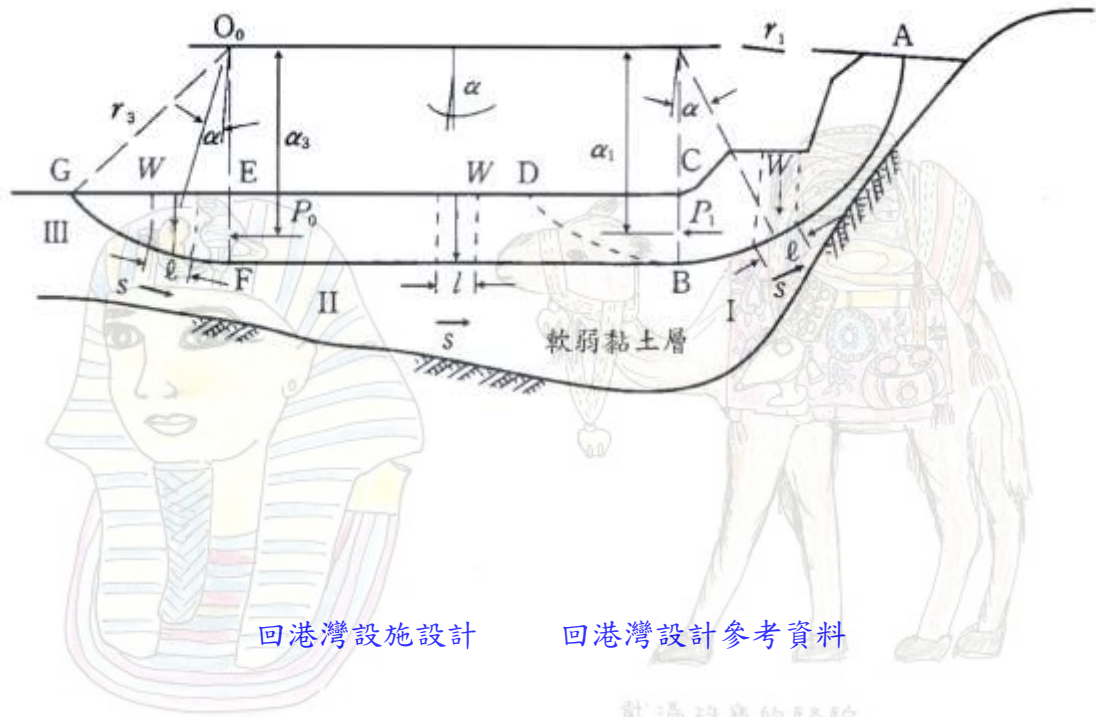 O₀ r₁ A
α
r₃ α α₃ α₁ α
G W E W D C W
III P₀ P₁
ℓ F l B ℓ
s II I s
s 軟弱黏土層
回港灣設施設計 回港灣設計參考資料